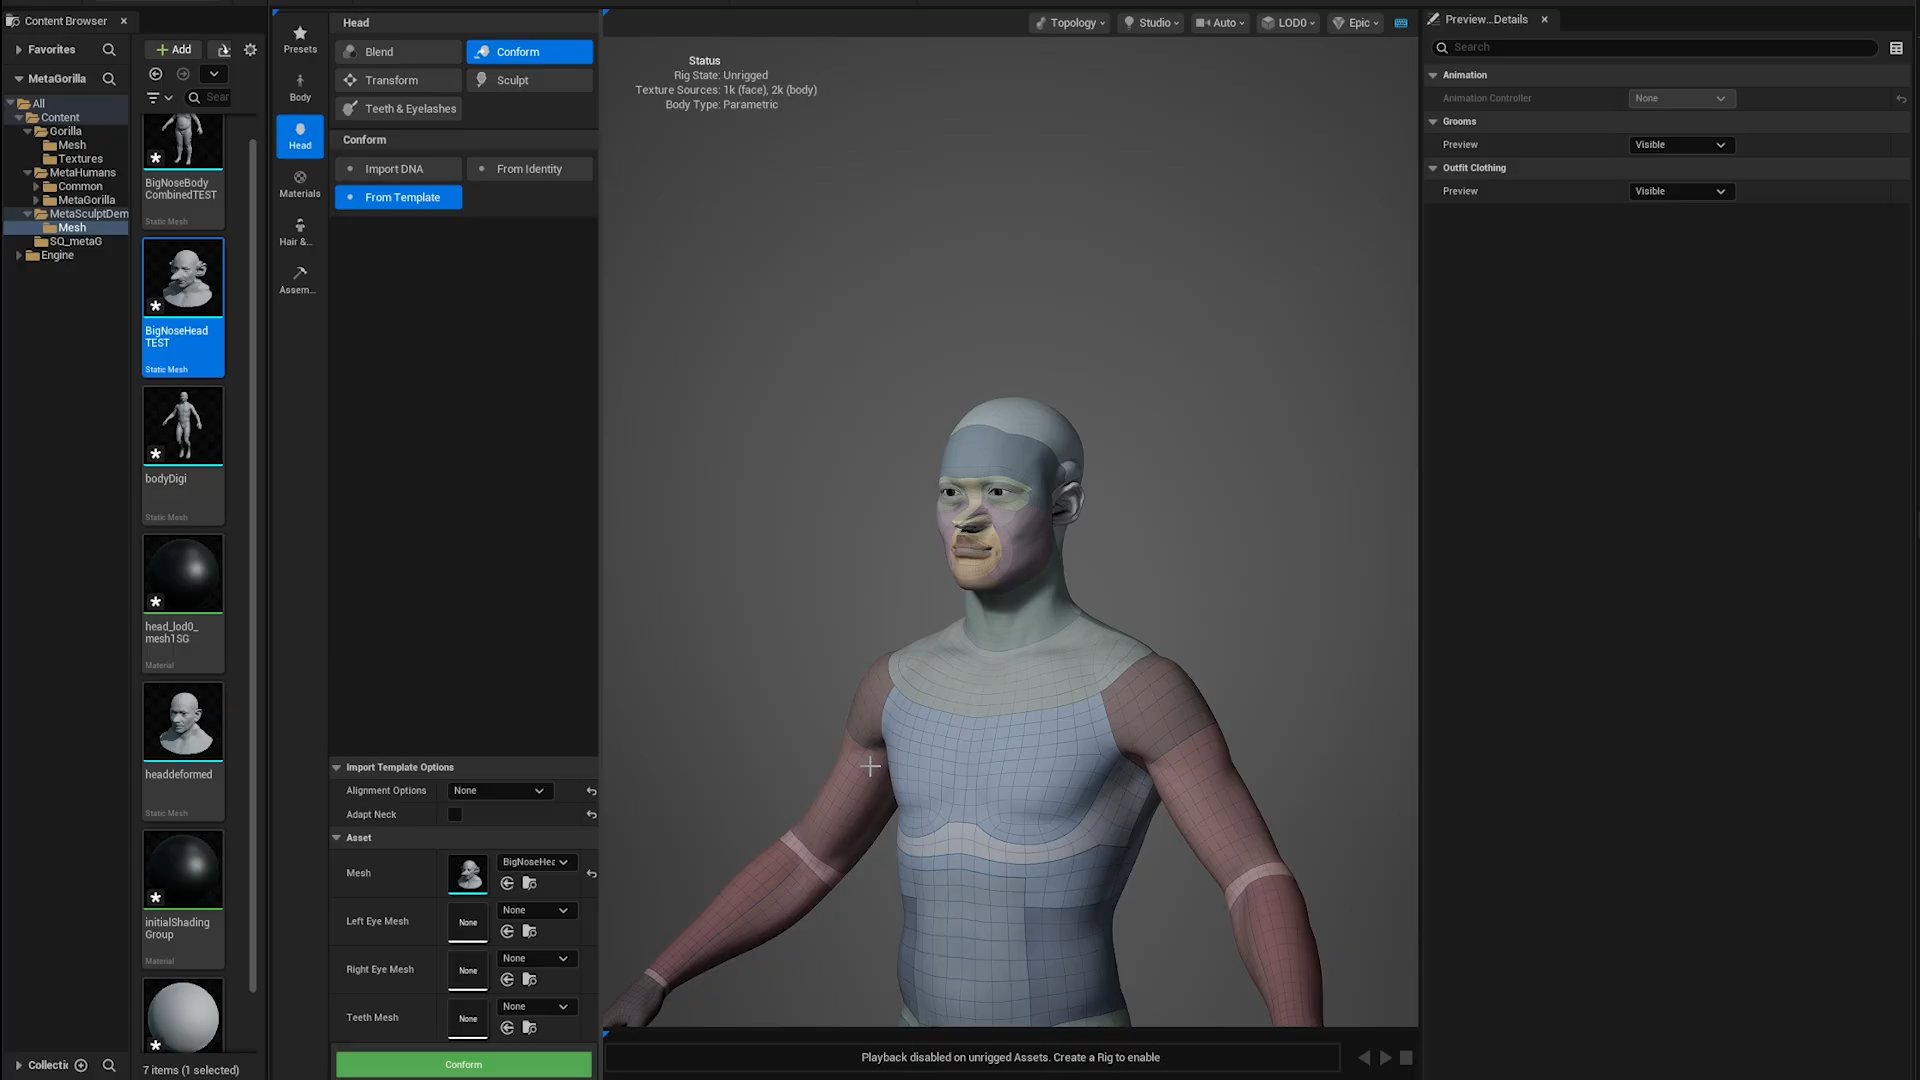 Content Browser
Favorites
MetaGorilla
All
Content
Gorilla
Mesh
Textures
MetaHumans
Common
MetaGorilla
MetaSculptDem
Mesh
SQ_metaG
Engine
Collectic
Add
Sear
BigNoseBody
CombinedTEST
Static Mesh
BigNoseHead
TEST
Static Mesh
bodyDigi
Static Mesh
head_lod0_
mesh1SG
Material
headdeformed
Static Mesh
initialShading
Group
Material
7 items (1 selected)
Presets
Body
Head
Materials
Hair &...
Assem...
Head
Blend
Conform
Transform
Sculpt
Teeth & Eyelashes
Conform
Import DNA
From Identity
From Template
Import Template Options
Alignment Options
None
Adapt Neck
Asset
Mesh
BigNoseHea
Left Eye Mesh
None
None
Right Eye Mesh
None
None
Teeth Mesh
None
None
Conform
Topology
Studio
Auto
LOD0
Epic
Status
Rig State: Unrigged
Texture Sources: 1k (face), 2k (body)
Body Type: Parametric
Playback disabled on unrigged Assets. Create a Rig to enable
Preview...Details
Search
Animation
Animation Controller
None
Grooms
Preview
Visible
Outfit Clothing
Preview
Visible